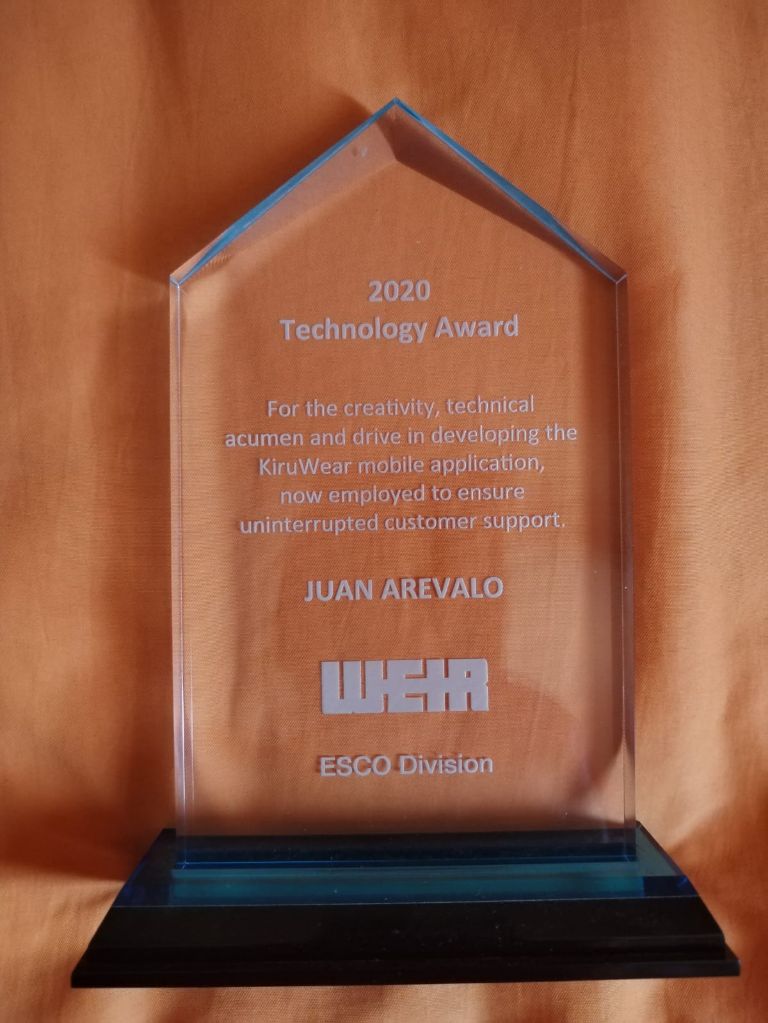 2020
Technology Award
For the creativity, technical
acumen and drive in developing the
KiruWear mobile application,
now employed to ensure
uninterrupted customer support.
JUAN AREVALO
WEIR
ESCO Division